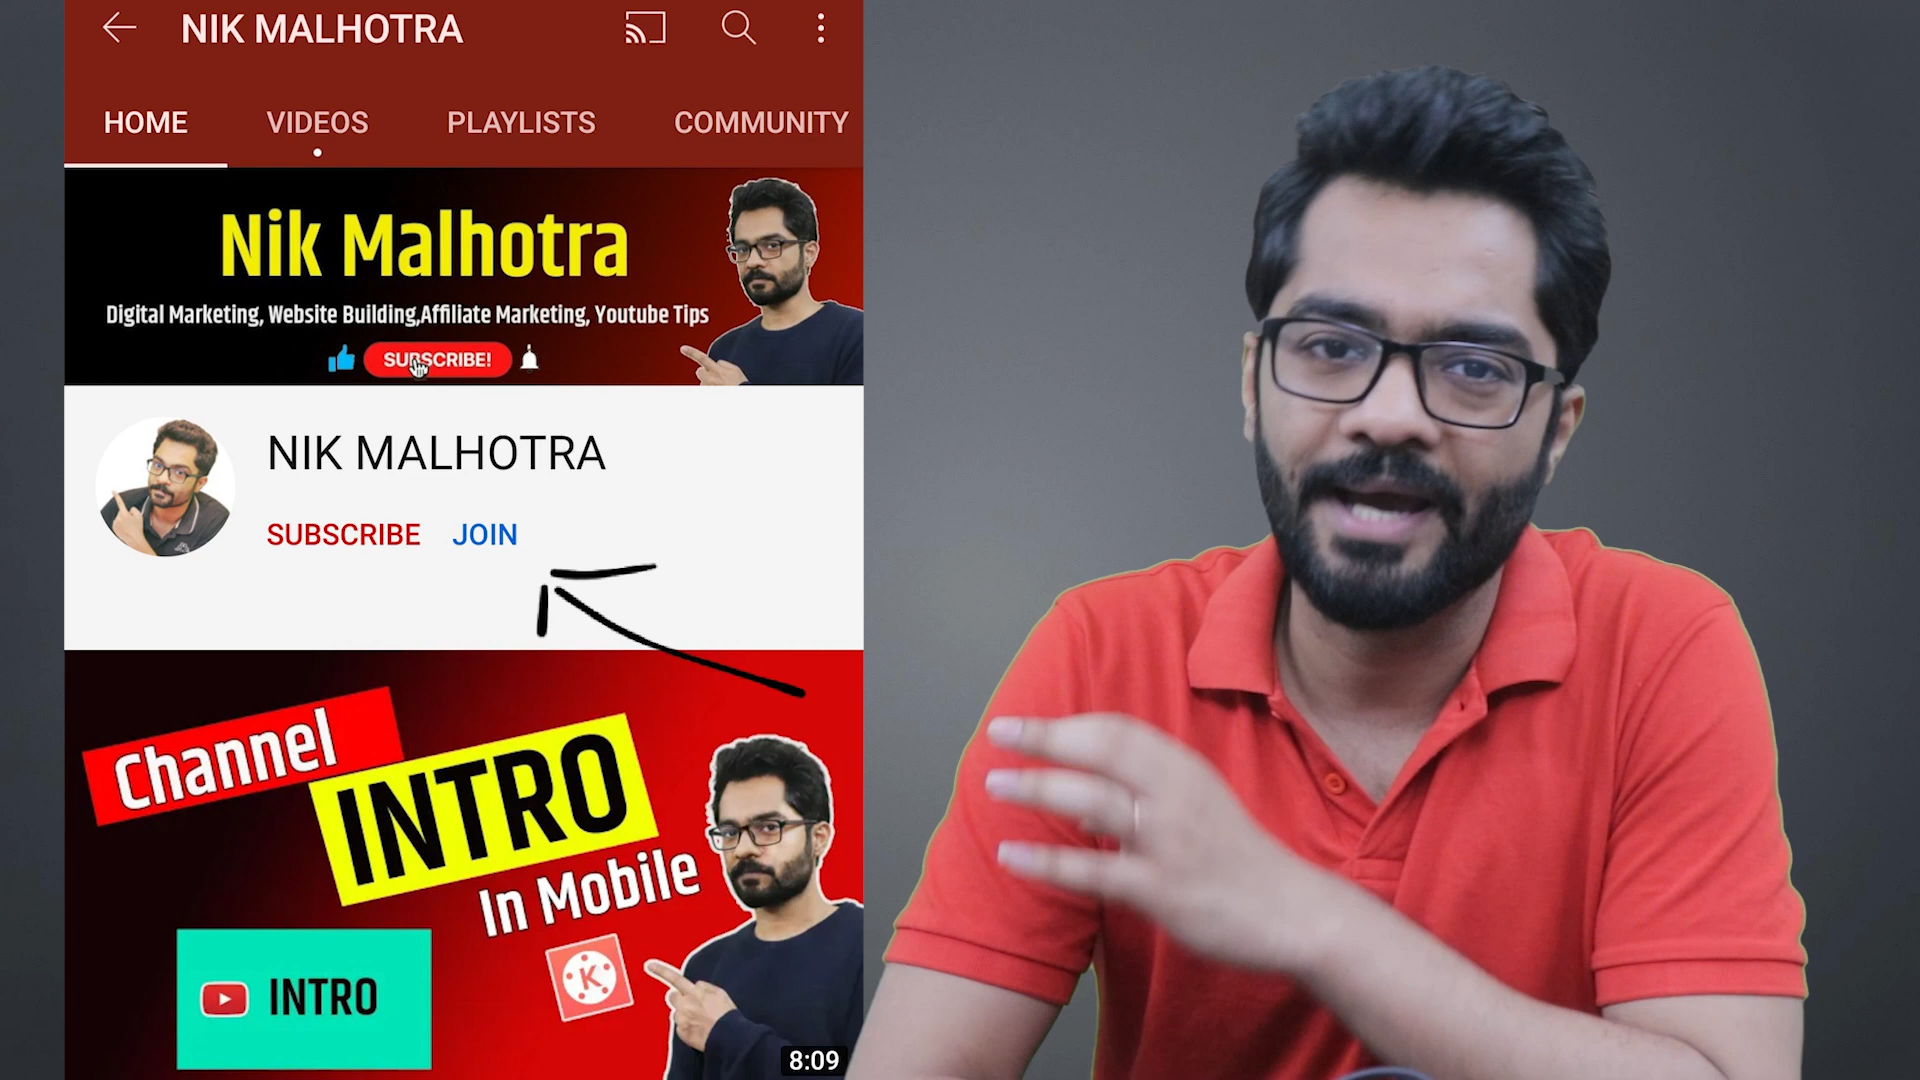 NIK MALHOTRA
HOME VIDEOS PLAYLISTS COMMUNITY
Nik Malhotra
Digital Marketing, Website Building,Affiliate Marketing, Youtube Tips
SUBSCRIBE!
NIK MALHOTRA
SUBSCRIBE JOIN
Channel
INTRO
In Mobile
K
INTRO
8:09